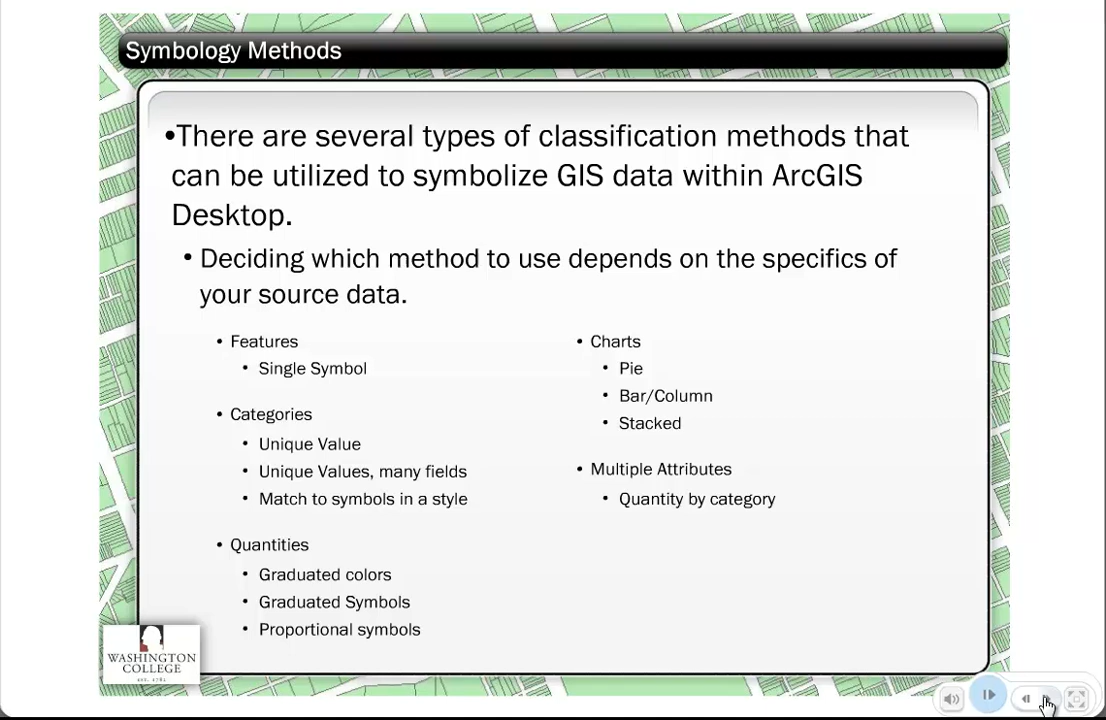 Symbology Methods
•There are several types of classification methods that
can be utilized to symbolize GIS data within ArcGIS
Desktop.
• Deciding which method to use depends on the specifics of
your source data.
• Features
• Single Symbol
• Categories
• Unique Value
• Unique Values, many fields
• Match to symbols in a style
• Quantities
• Graduated colors
• Graduated Symbols
• Proportional symbols
• Charts
• Pie
• Bar/Column
• Stacked
• Multiple Attributes
• Quantity by category
WASHINGTON
COLLEGE
EST. 1782